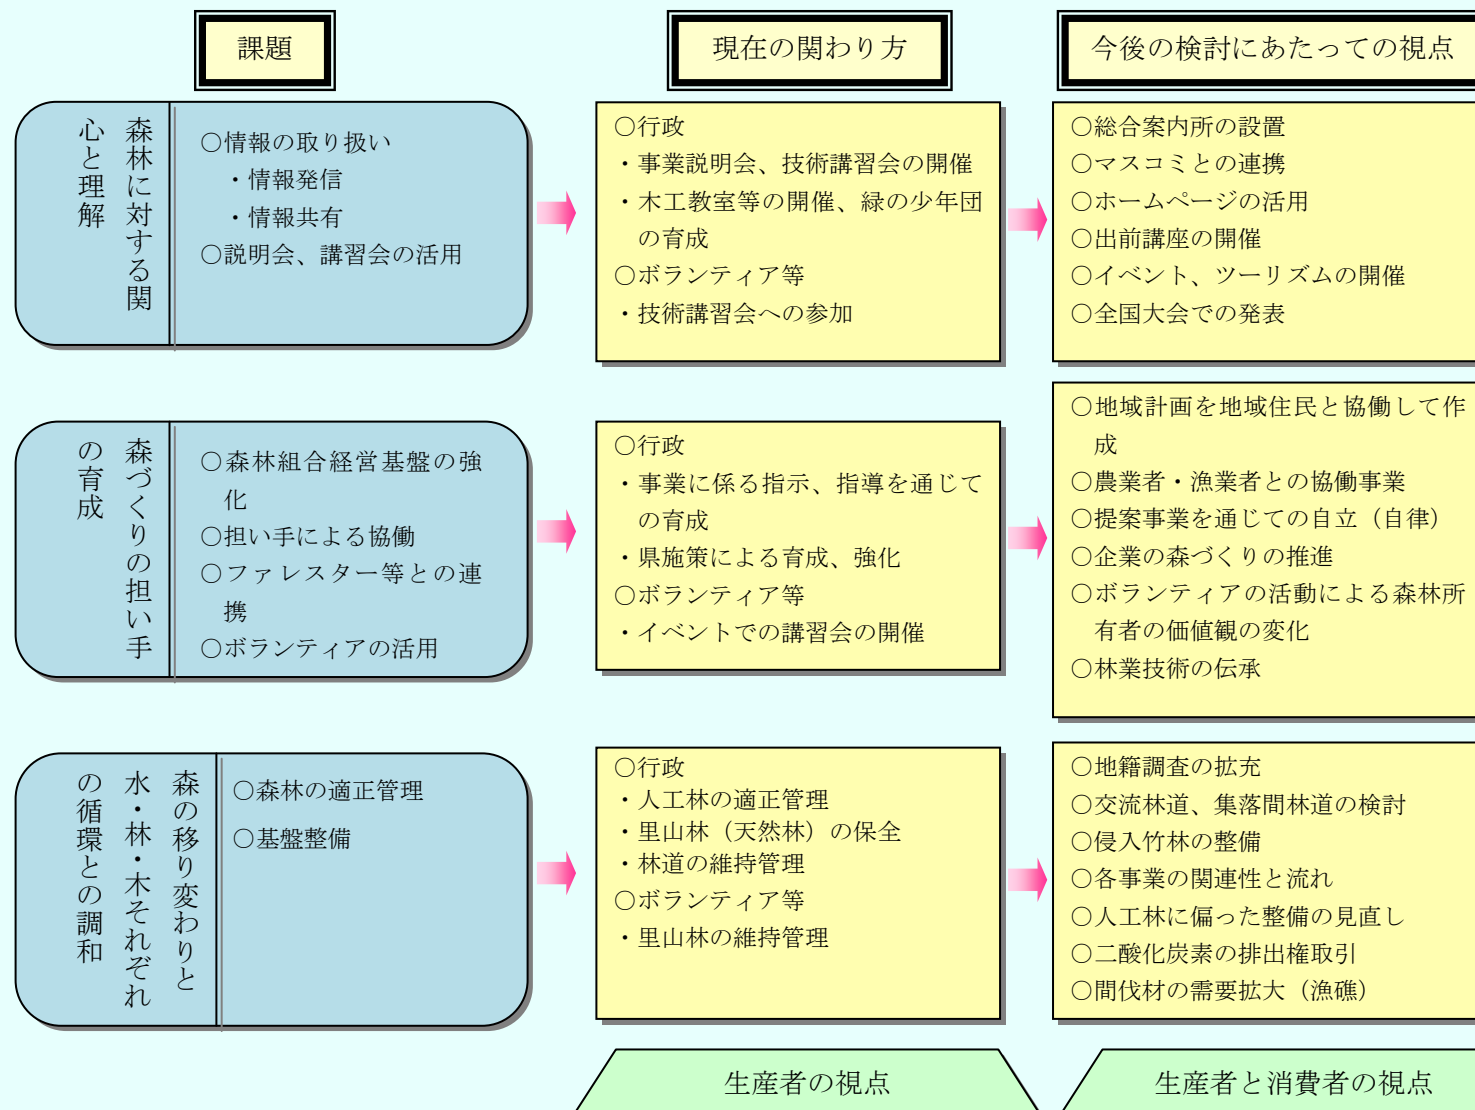 課題
現在の関わり方
今後の検討にあたっての視点
森林に対する関
心と理解
○情報の取り扱い
・情報発信
・情報共有
○説明会、講習会の活用
○行政
・事業説明会、技術講習会の開催
・木工教室等の開催、緑の少年団
の育成
○ボランティア等
・技術講習会への参加
○総合案内所の設置
○マスコミとの連携
○ホームページの活用
○出前講座の開催
○イベント、ツーリズムの開催
○全国大会での発表
森づくりの担い手
の育成
○森林組合経営基盤の強
化
○担い手による協働
○ファレスター等との連
携
○ボランティアの活用
○行政
・事業に係る指示、指導を通じて
の育成
・県施策による育成、強化
○ボランティア等
・イベントでの講習会の開催
○地域計画を地域住民と協働して作
成
○農業者・漁業者との協働事業
○提案事業を通じての自立（自律）
○企業の森づくりの推進
○ボランティアの活動による森林所
有者の価値観の変化
○林業技術の伝承
森の移り変わりと
水・林・木それぞれ
の循環との調和
○森林の適正管理
○基盤整備
○行政
・人工林の適正管理
・里山林（天然林）の保全
・林道の維持管理
○ボランティア等
・里山林の維持管理
○地籍調査の拡充
○交流林道、集落間林道の検討
○侵入竹林の整備
○各事業の関連性と流れ
○人工林に偏った整備の見直し
○二酸化炭素の排出権取引
○間伐材の需要拡大（漁礁）
生産者の視点
生産者と消費者の視点